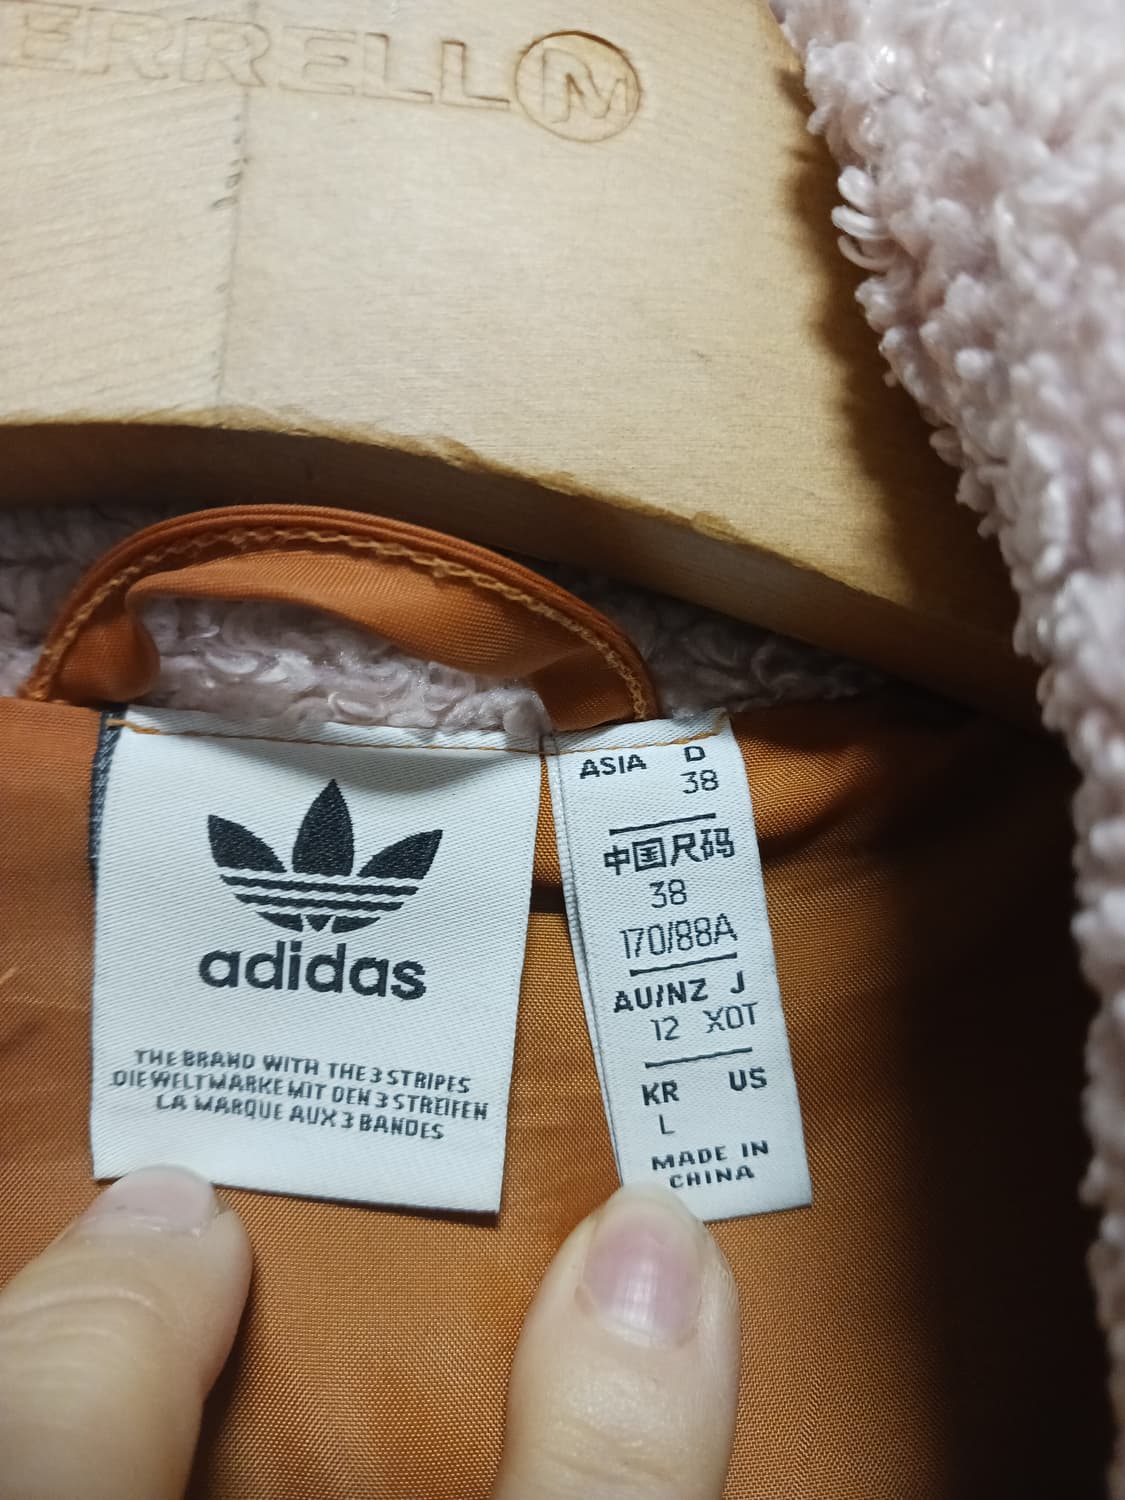 ERRELL M
adidas
THE BRAND WITH THE 3 STRIPES
DIE WELTMARKE MIT DEN 3 STREIFEN
LA MARQUE AUX 3 BANDES
ASIA D
38
中国尺码
38
170/88A
AU/NZ J
12 XOT
KR US
L
MADE IN
CHINA